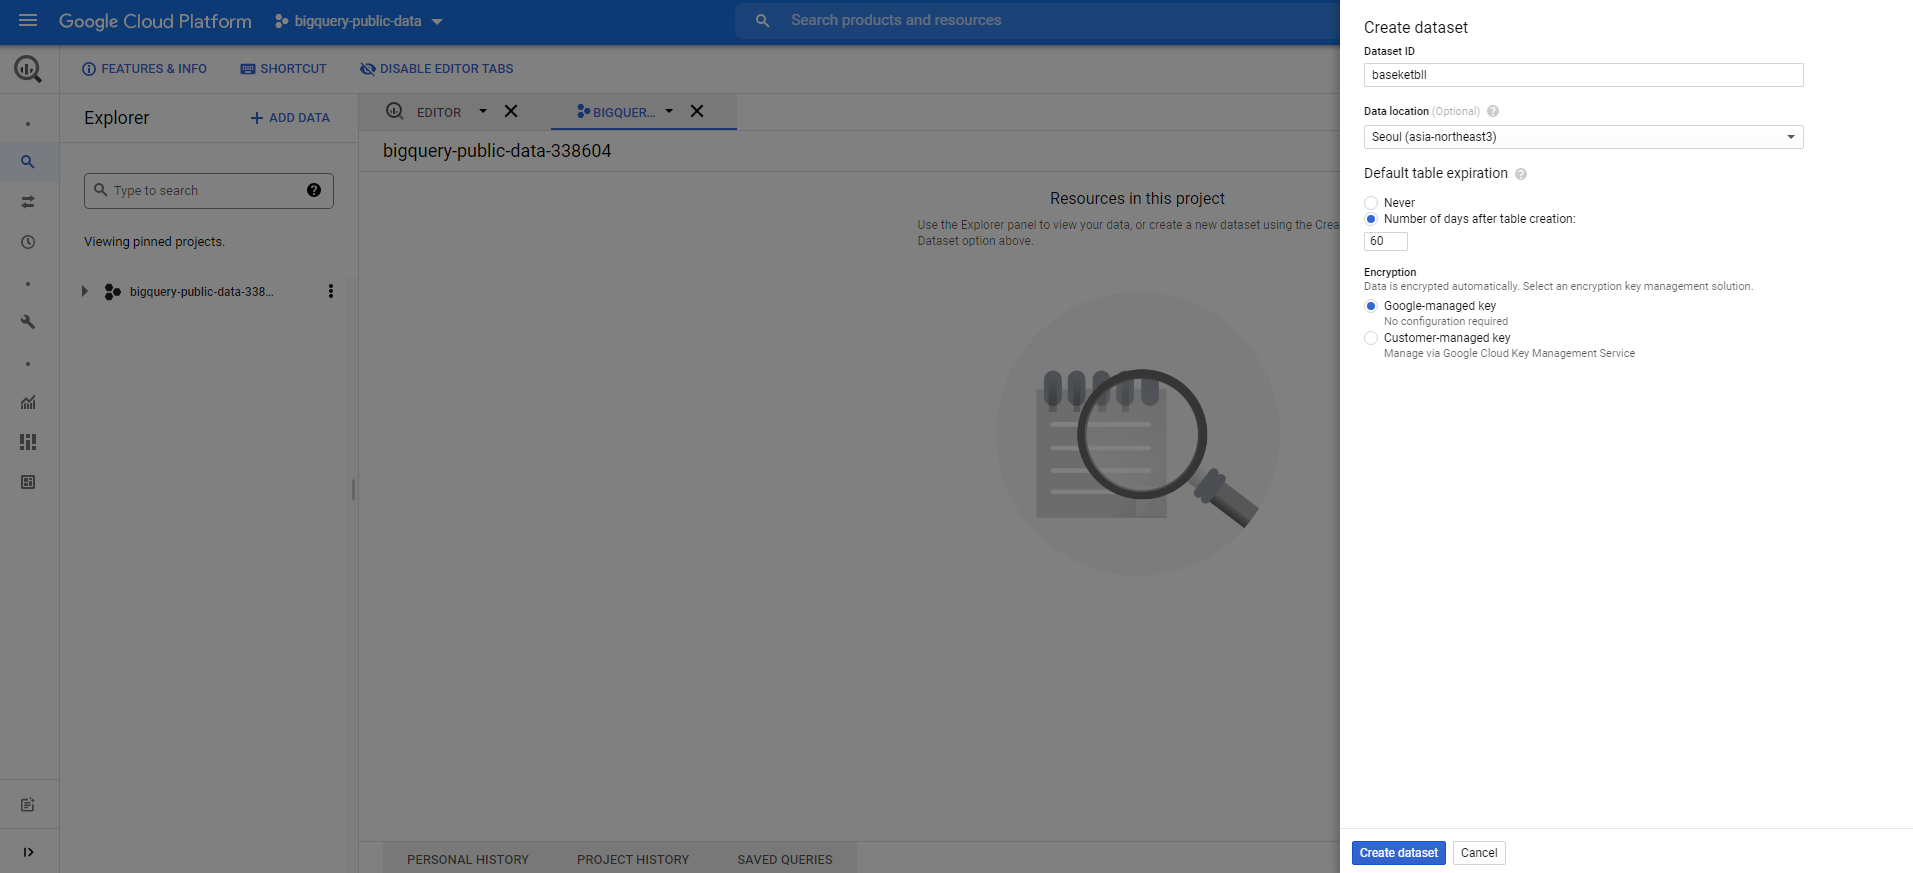 Google Cloud Platform
bigquery-public-data
Search products and resources
FEATURES & INFO
SHORTCUT
DISABLE EDITOR TABS
Explorer
ADD DATA
Type to search
Viewing pinned projects.
bigquery-public-data-338...
EDITOR
BIGQUER...
bigquery-public-data-338604
Resources in this project
Use the Explorer panel to view your data, or create a new dataset using the Crea
Dataset option above.
PERSONAL HISTORY
PROJECT HISTORY
SAVED QUERIES
Create dataset
Dataset ID
baseketbll
Data location (Optional)
Seoul (asia-northeast3)
Default table expiration
Never
Number of days after table creation:
60
Encryption
Data is encrypted automatically. Select an encryption key management solution.
Google-managed key
No configuration required
Customer-managed key
Manage via Google Cloud Key Management Service
Create dataset
Cancel